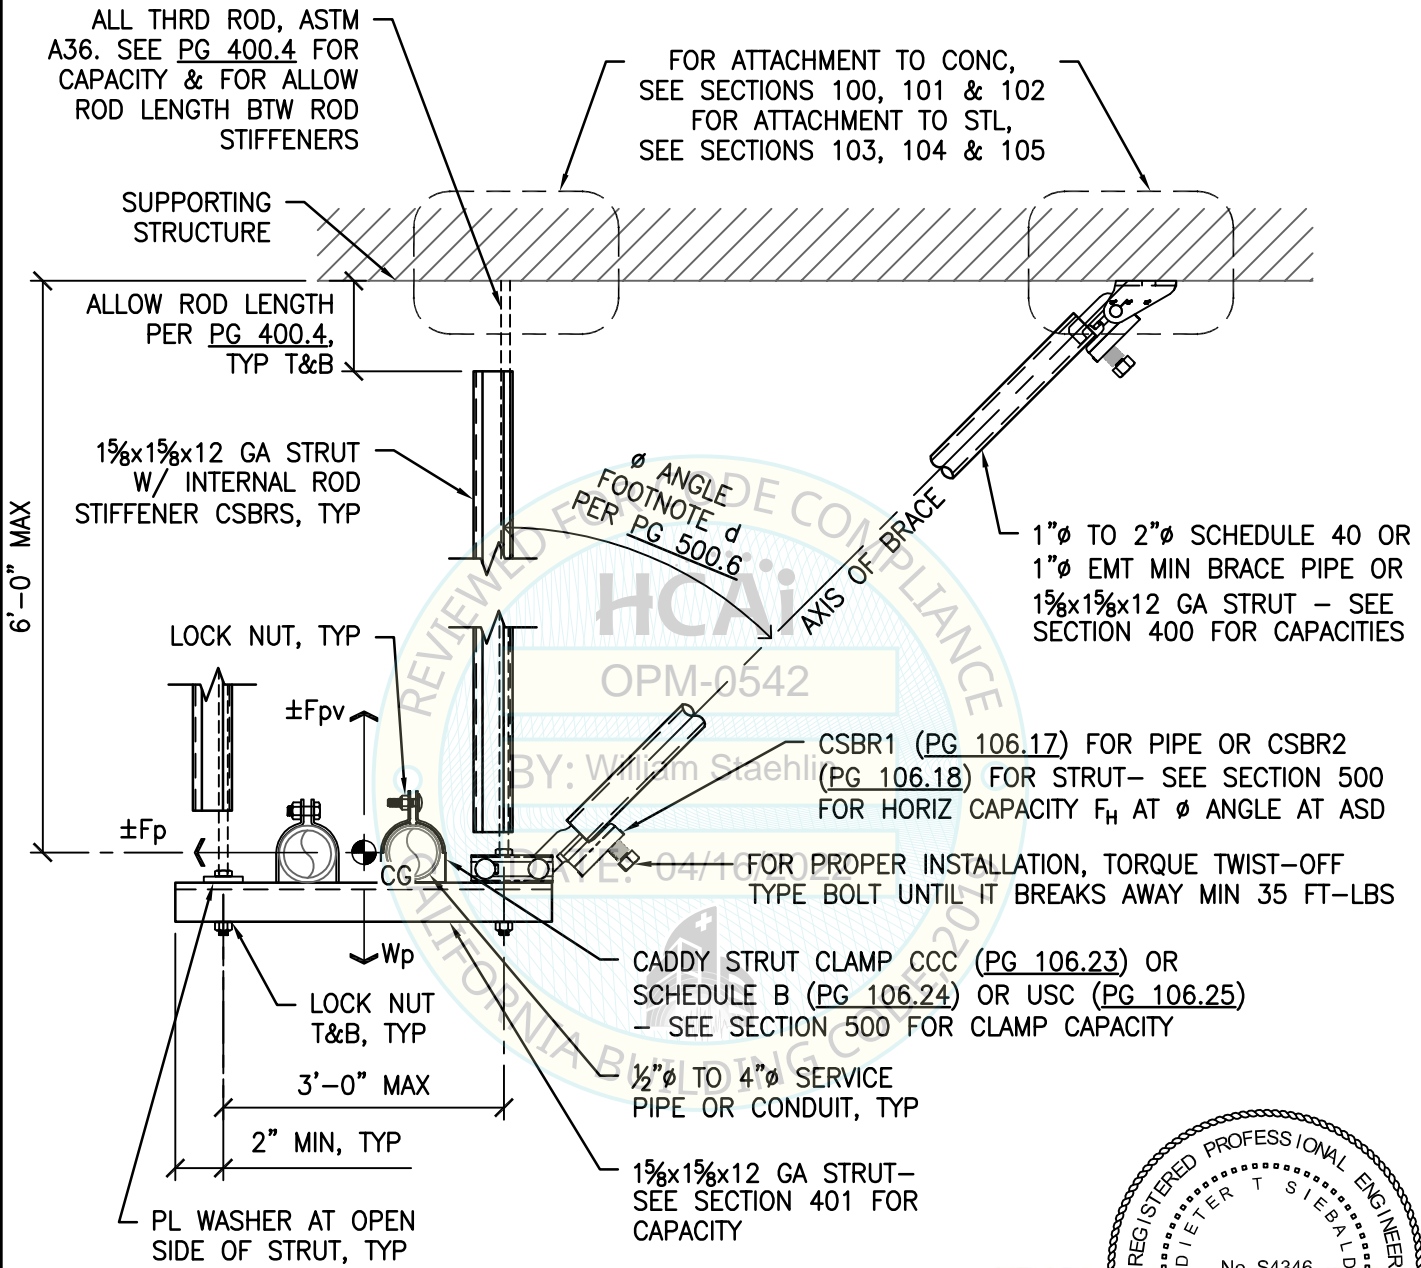 ALL THRD ROD, ASTM
A36. SEE PG 400.4 FOR
CAPACITY & FOR ALLOW
ROD LENGTH BTW ROD
STIFFENERS
FOR ATTACHMENT TO CONC,
SEE SECTIONS 100, 101 & 102
FOR ATTACHMENT TO STL,
SEE SECTIONS 103, 104 & 105
SUPPORTING
STRUCTURE
ALLOW ROD LENGTH
PER PG 400.4,
TYP T&B
1⅝x1⅝x12 GA STRUT
W/ INTERNAL ROD
STIFFENER CSBRS, TYP
6'-0" MAX
ø ANGLE
FOOTNOTE d
PER PG 500.6
AXIS OF BRACE
1"ø TO 2"ø SCHEDULE 40 OR
1"ø EMT MIN BRACE PIPE OR
1⅝x1⅝x12 GA STRUT – SEE
SECTION 400 FOR CAPACITIES
LOCK NUT, TYP
±Fpv
±Fp
CG
Wp
CSBR1 (PG 106.17) FOR PIPE OR CSBR2
(PG 106.18) FOR STRUT– SEE SECTION 500
FOR HORIZ CAPACITY FH AT ø ANGLE AT ASD
FOR PROPER INSTALLATION, TORQUE TWIST–OFF
TYPE BOLT UNTIL IT BREAKS AWAY MIN 35 FT–LBS
CADDY STRUT CLAMP CCC (PG 106.23) OR
SCHEDULE B (PG 106.24) OR USC (PG 106.25)
– SEE SECTION 500 FOR CLAMP CAPACITY
LOCK NUT
T&B, TYP
3'-0" MAX
2" MIN, TYP
½"ø TO 4"ø SERVICE
PIPE OR CONDUIT, TYP
1⅝x1⅝x12 GA STRUT–
SEE SECTION 401 FOR
CAPACITY
PL WASHER AT OPEN
SIDE OF STRUT, TYP
REVIEWED FOR CODE COMPLIANCE
HCAi
OPM-0542
BY: William Staehlin
DATE: 04/16/2022
CALIFORNIA BUILDING CODE, 201
REGISTERED PROFESSIONAL ENGINEER
DIETER T SIEBALD
No. S4346